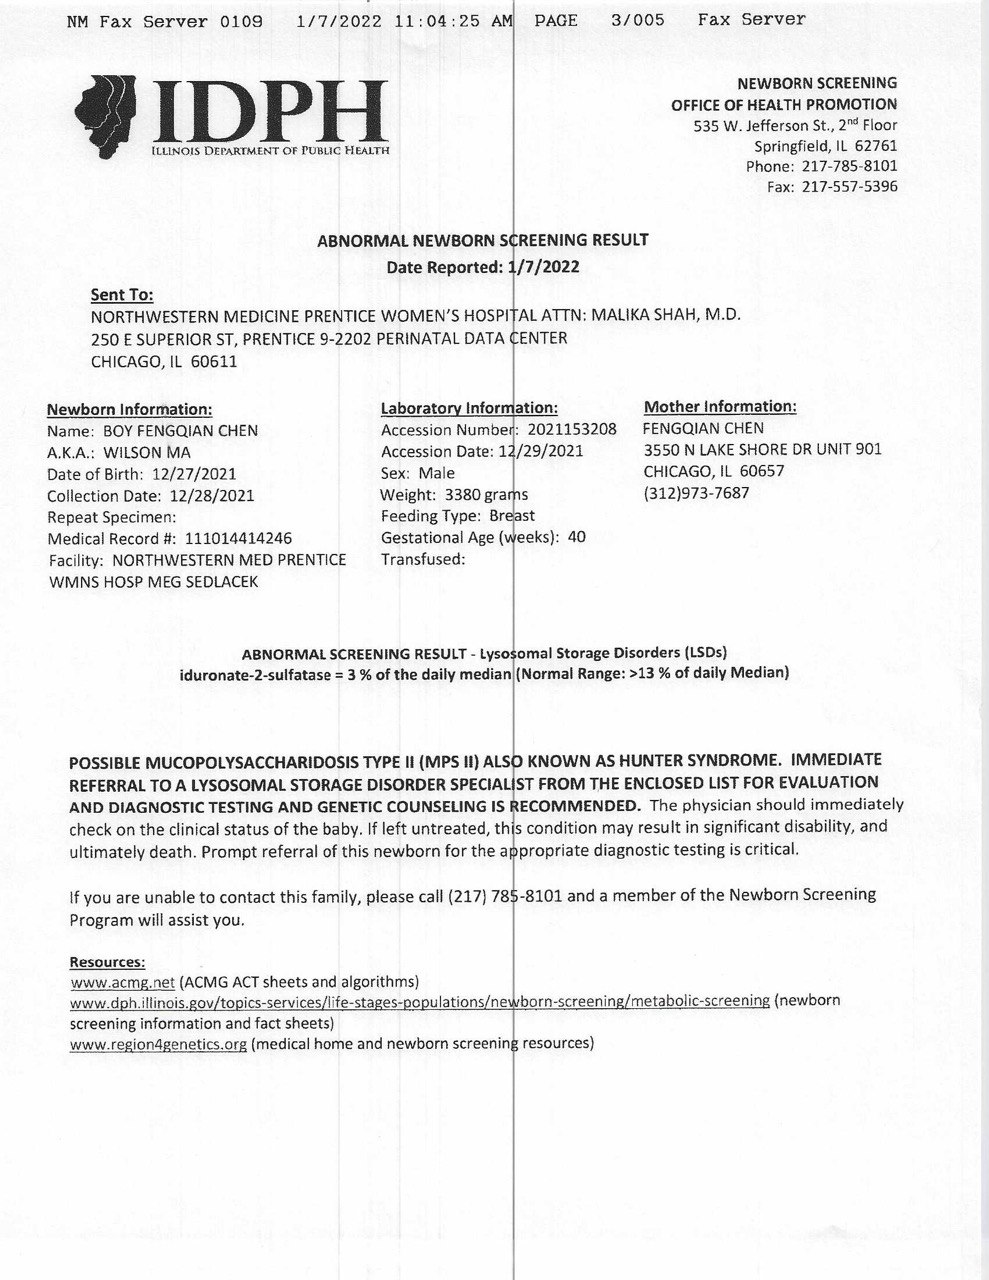 NM Fax Server 0109 1/7/2022 11:04:25 AM PAGE 3/005 Fax Server
IDPH
ILLINOIS DEPARTMENT OF PUBLIC HEALTH
NEWBORN SCREENING
OFFICE OF HEALTH PROMOTION
535 W. Jefferson St., 2nd Floor
Springfield, IL 62761
Phone: 217-785-8101
Fax: 217-557-5396
ABNORMAL NEWBORN SCREENING RESULT
Date Reported: 1/7/2022
Sent To:
NORTHWESTERN MEDICINE PRENTICE WOMEN'S HOSPITAL ATTN: MALIKA SHAH, M.D.
250 E SUPERIOR ST, PRENTICE 9-2202 PERINATAL DATA CENTER
CHICAGO, IL 60611
Newborn Information:
Name: BOY FENGQIAN CHEN
A.K.A.: WILSON MA
Date of Birth: 12/27/2021
Collection Date: 12/28/2021
Repeat Specimen:
Medical Record #: 111014414246
Facility: NORTHWESTERN MED PRENTICE
WMNS HOSP MEG SEDLACEK
Laboratory Information:
Accession Number: 2021153208
Accession Date: 12/29/2021
Sex: Male
Weight: 3380 grams
Feeding Type: Breast
Gestational Age (weeks): 40
Transfused:
Mother Information:
FENGQIAN CHEN
3550 N LAKE SHORE DR UNIT 901
CHICAGO, IL 60657
(312)973-7687
ABNORMAL SCREENING RESULT - Lysosomal Storage Disorders (LSDs)
iduronate-2-sulfatase = 3 % of the daily median (Normal Range: >13 % of daily Median)
POSSIBLE MUCOPOLYSACCHARIDOSIS TYPE II (MPS II) ALSO KNOWN AS HUNTER SYNDROME. IMMEDIATE
REFERRAL TO A LYSOSOMAL STORAGE DISORDER SPECIALIST FROM THE ENCLOSED LIST FOR EVALUATION
AND DIAGNOSTIC TESTING AND GENETIC COUNSELING IS RECOMMENDED. The physician should immediately
check on the clinical status of the baby. If left untreated, this condition may result in significant disability, and
ultimately death. Prompt referral of this newborn for the appropriate diagnostic testing is critical.
If you are unable to contact this family, please call (217) 785-8101 and a member of the Newborn Screening
Program will assist you.
Resources:
www.acmg.net (ACMG ACT sheets and algorithms)
www.dph.illinois.gov/topics-services/life-stages-populations/newborn-screening/metabolic-screening (newborn
screening information and fact sheets)
www.region4genetics.org (medical home and newborn screening resources)